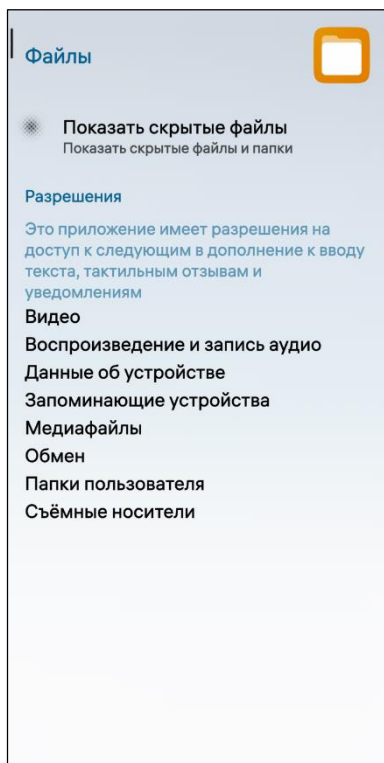 Файлы
Показать скрытые файлы
Показать скрытые файлы и папки
Разрешения
Это приложение имеет разрешения на
доступ к следующим в дополнение к вводу
текста, тактильным отзывам и
уведомлениям
Видео
Воспроизведение и запись аудио
Данные об устройстве
Запоминающие устройства
Медиафайлы
Обмен
Папки пользователя
Съёмные носители